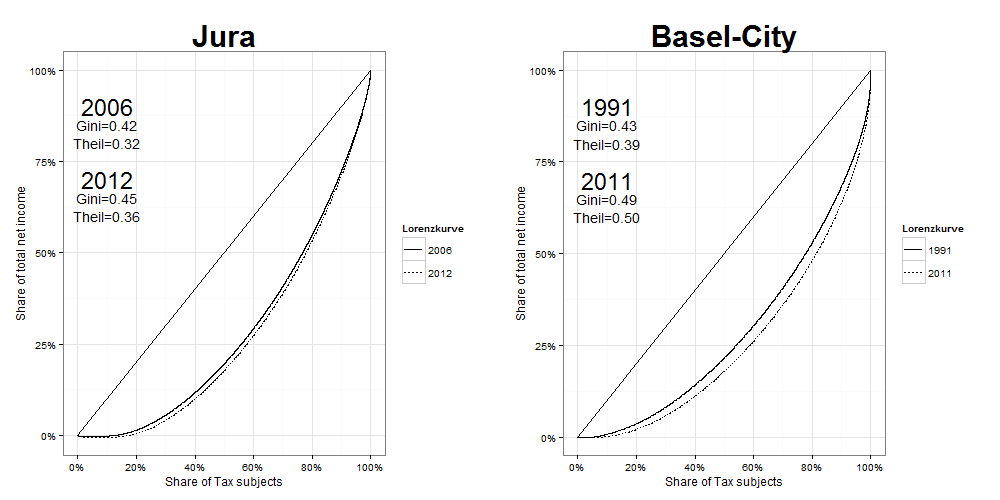 Jura
100%
75%
50%
25%
0%
Share of total net income
2006
Gini=0.42
Theil=0.32
2012
Gini=0.45
Theil=0.36
0% 20% 40% 60% 80% 100%
Share of Tax subjects
Lorenzkurve
2006
2012
Basel-City
100%
75%
50%
25%
0%
Share of total net income
1991
Gini=0.43
Theil=0.39
2011
Gini=0.49
Theil=0.50
0% 20% 40% 60% 80% 100%
Share of Tax subjects
Lorenzkurve
1991
2011